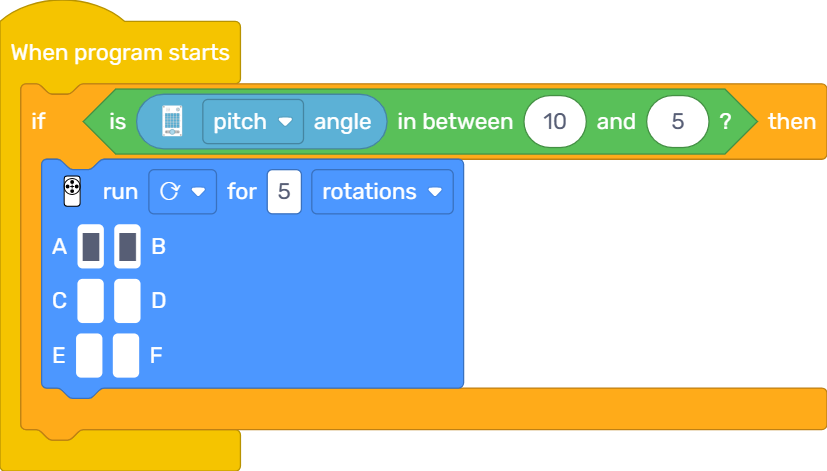 When program starts
if is pitch angle in between 10 and 5 ? then
run for 5 rotations
A B
C D
E F